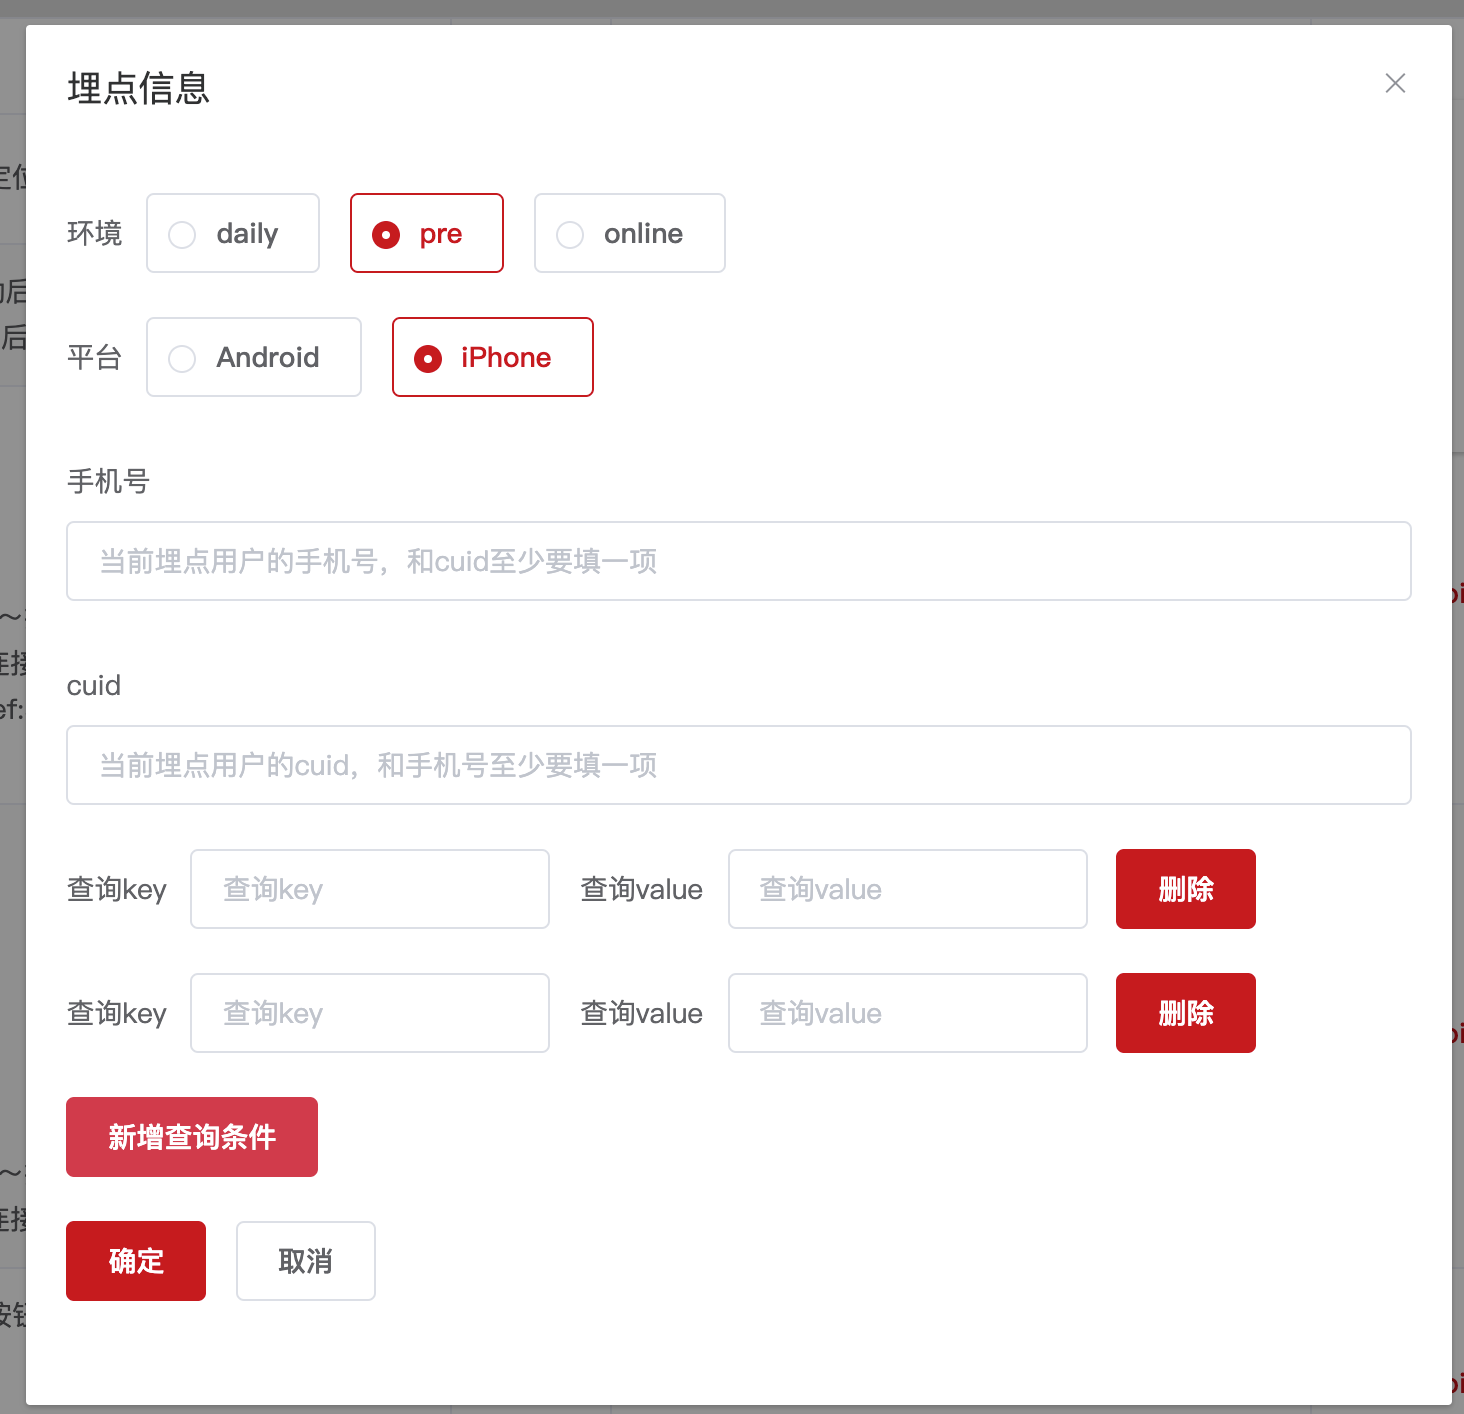 埋点信息
环境 daily pre online
平台 Android iPhone
手机号
当前埋点用户的手机号，和cuid至少要填一项
cuid
当前埋点用户的cuid，和手机号至少要填一项
查询key 查询key 查询value 查询value 删除
查询key 查询key 查询value 查询value 删除
新增查询条件
确定 取消